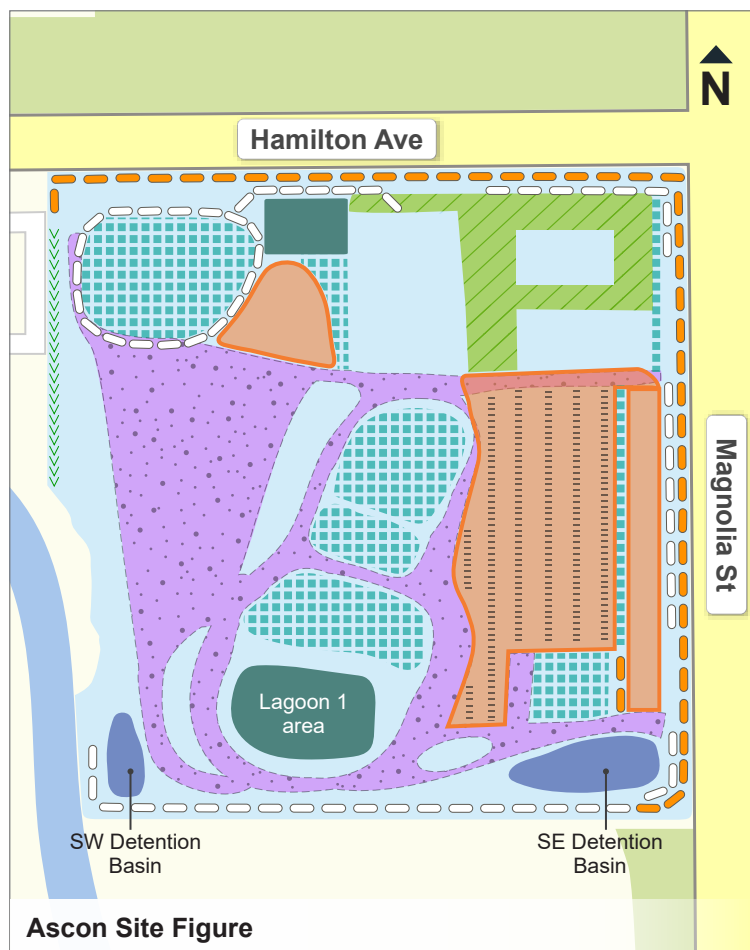 N
Hamilton Ave
Magnolia St
Lagoon 1
area
SW Detention
Basin
SE Detention
Basin
Ascon Site Figure